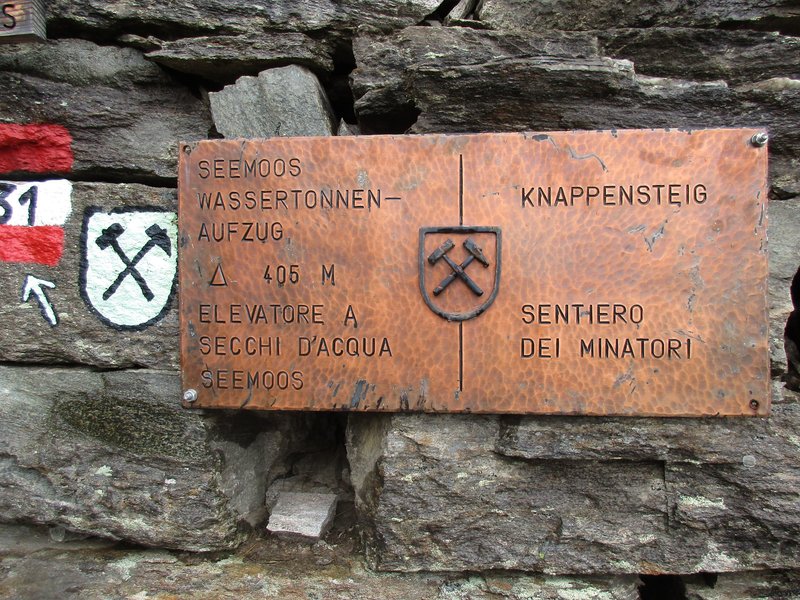 S
31
SEEMOOS
WASSERTONNEN-
AUFZUG
△ 405 M
ELEVATORE A
SECCHI D'ACQUA
SEEMOOS
KNAPPENSTEIG
SENTIERO
DEI MINATORI